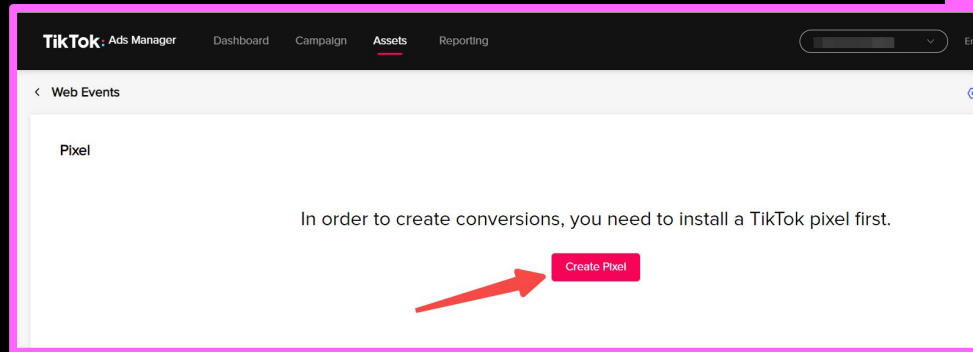 TikTok: Ads Manager Dashboard Campaign Assets Reporting
< Web Events
Pixel
In order to create conversions, you need to install a TikTok pixel first.
Create Pixel